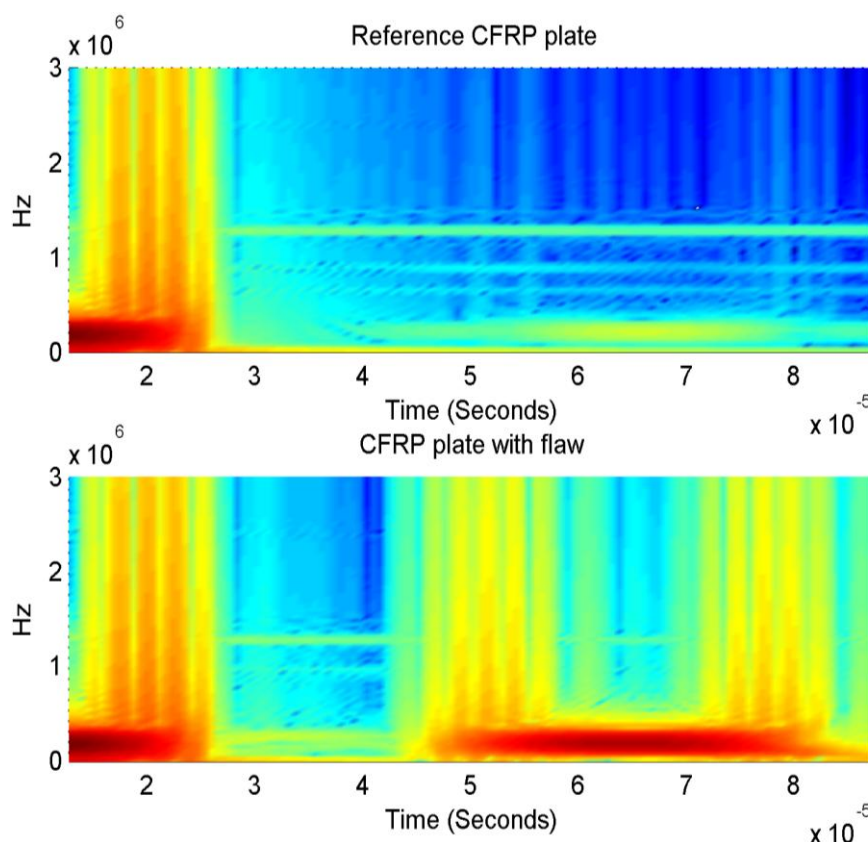 x 10 6
Reference CFRP plate
3
2
1
0
Hz
2 3 4 5 6 7 8
Time (Seconds)
x 10 -5
CFRP plate with flaw
x 10 6
3
2
1
0
Hz
2 3 4 5 6 7 8
Time (Seconds)
x 10 -5